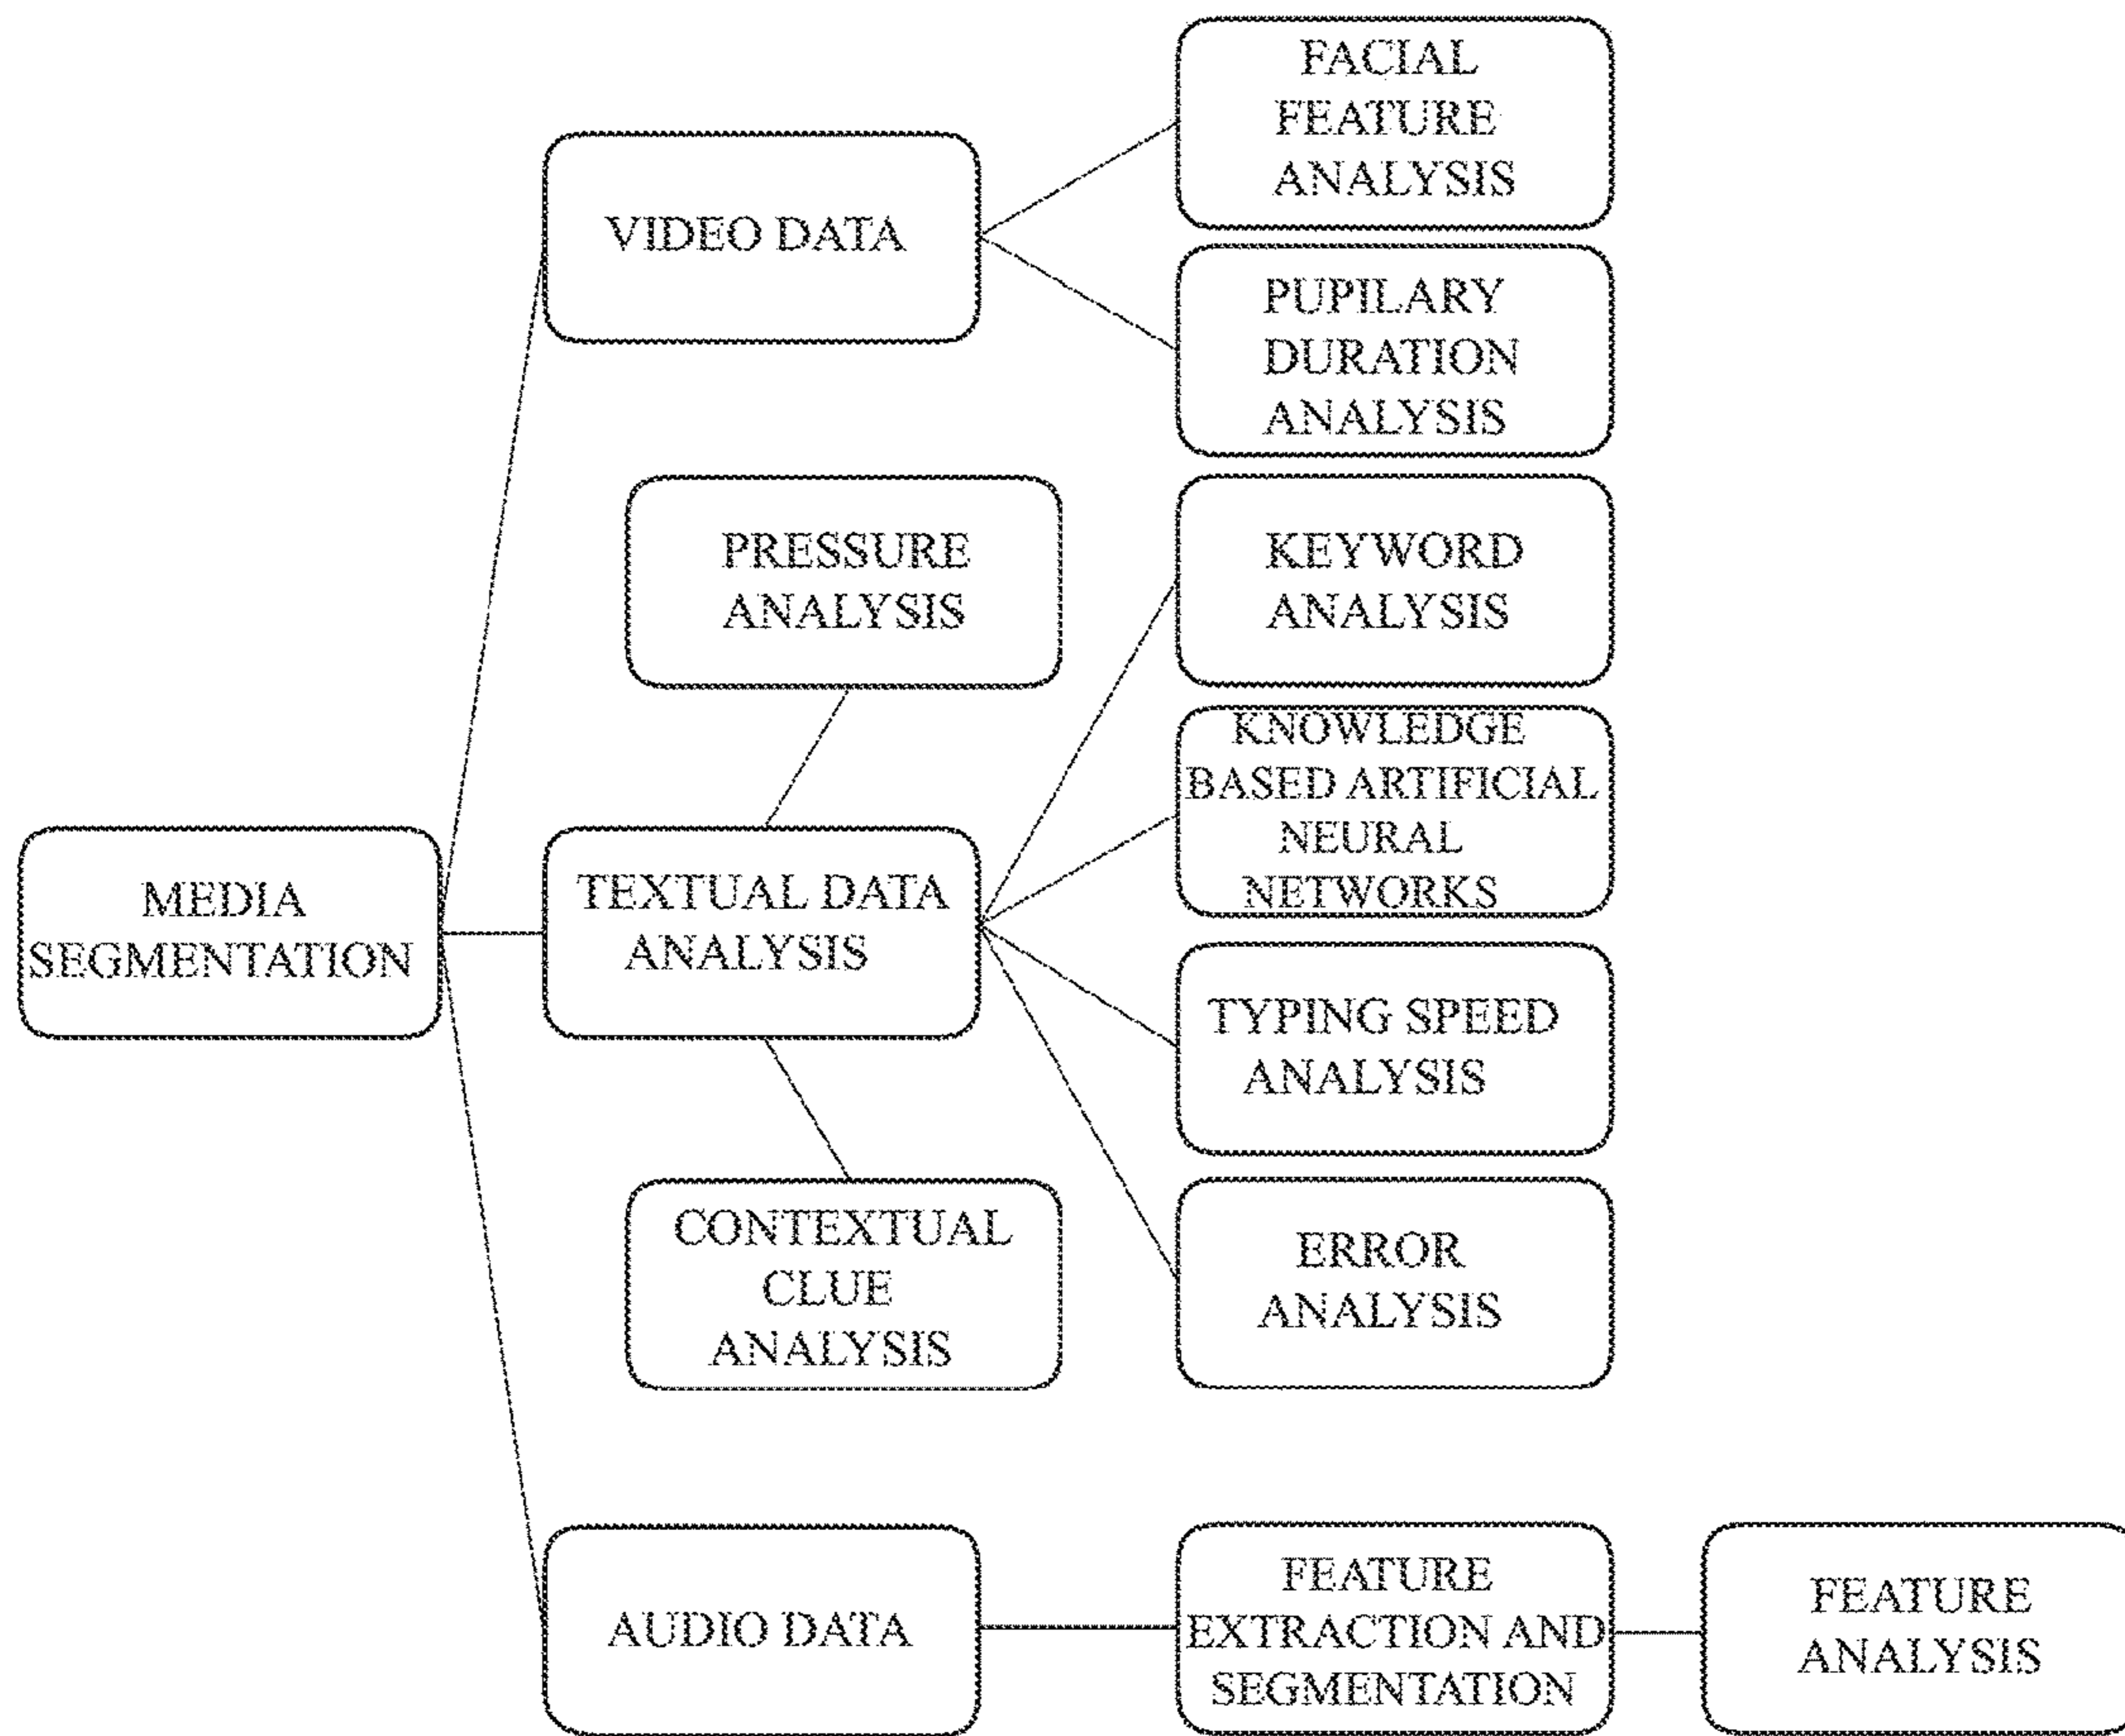 FACIAL
FEATURE
ANALYSIS
VIDEO DATA
PUPILARY
DURATION
ANALYSIS
PRESSURE
ANALYSIS
KEYWORD
ANALYSIS
KNOWLEDGE
BASED ARTIFICIAL
NEURAL
NETWORKS
MEDIA
SEGMENTATION
TEXTUAL DATA
ANALYSIS
TYPING SPEED
ANALYSIS
CONTEXTUAL
CLUE
ANALYSIS
ERROR
ANALYSIS
AUDIO DATA
FEATURE
EXTRACTION AND
SEGMENTATION
FEATURE
ANALYSIS